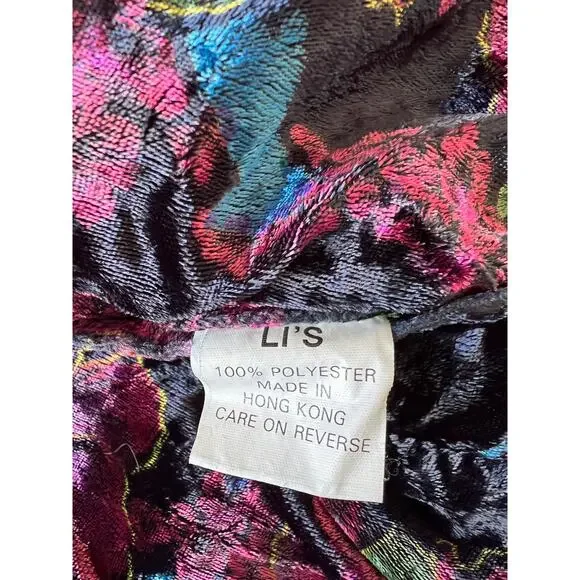 LI'S
100% POLYESTER
MADE IN
HONG KONG
CARE ON REVERSE